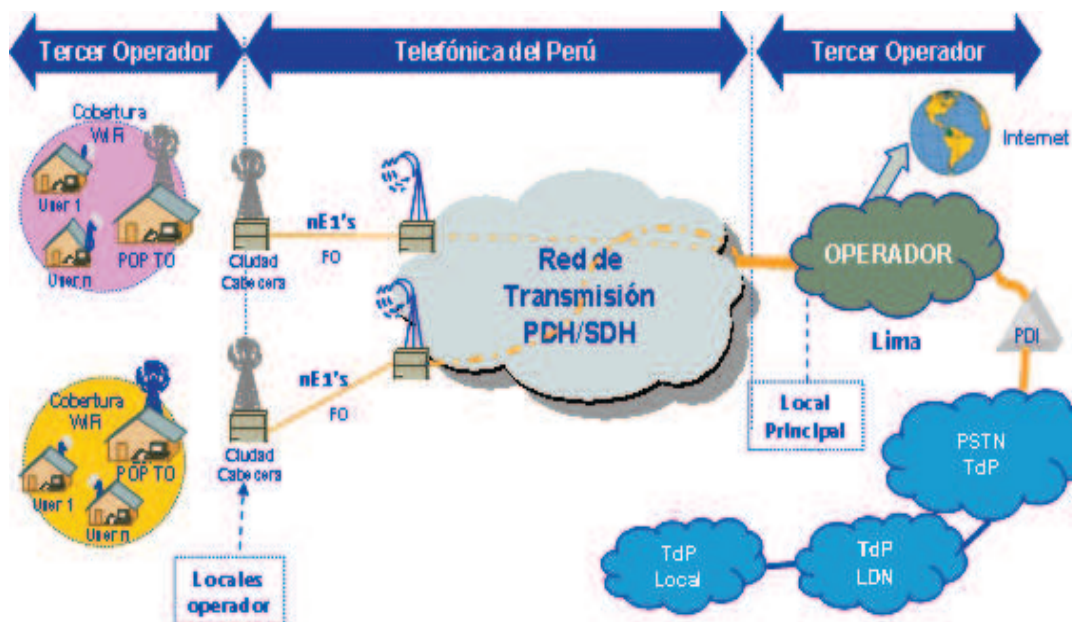 Tercer Operador
Telefónica del Perú
Tercer Operador
Cobertura
WiFi
User 1
User n
POP TO
Ciudad
Cabecera
nE1's
FO
Red de
Transmisión
PDH/SDH
Internet
OPERADOR
Lima
PDI
Cobertura
WiFi
POP TO
User 1
User n
Ciudad
Cabecera
nE1's
FO
Local
Principal
PSTN
TdP
TdP
Local
TdP
LDN
Locales
operador